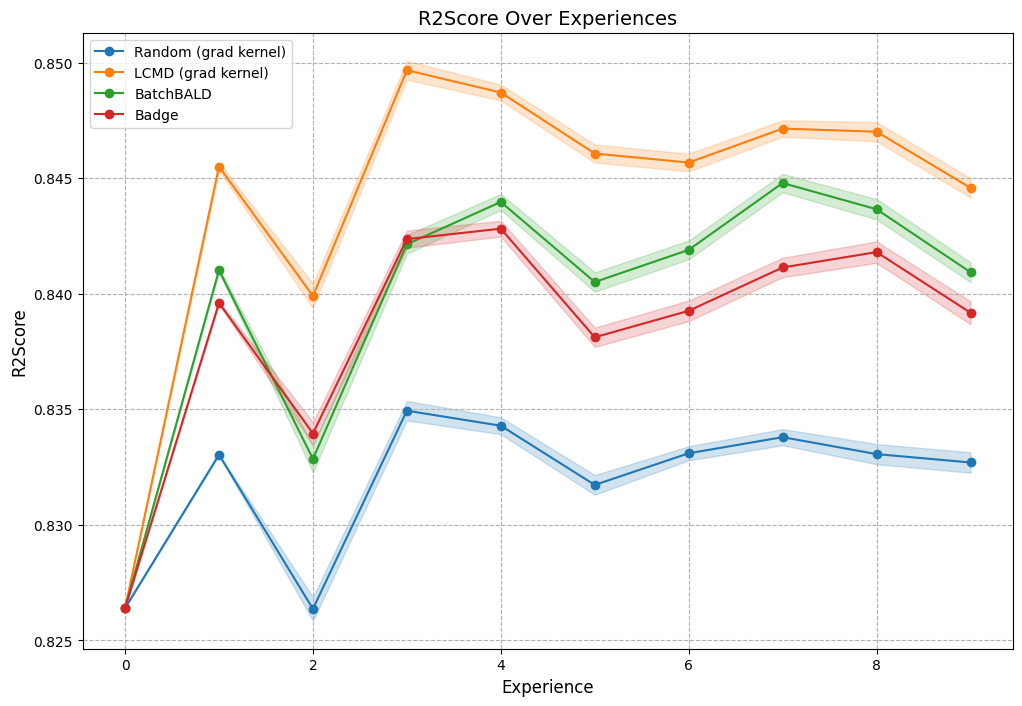 R2Score Over Experiences
Random (grad kernel)
LCMD (grad kernel)
BatchBALD
Badge
R2Score
0.850
0.845
0.840
0.835
0.830
0.825
0 2 4 6 8
Experience